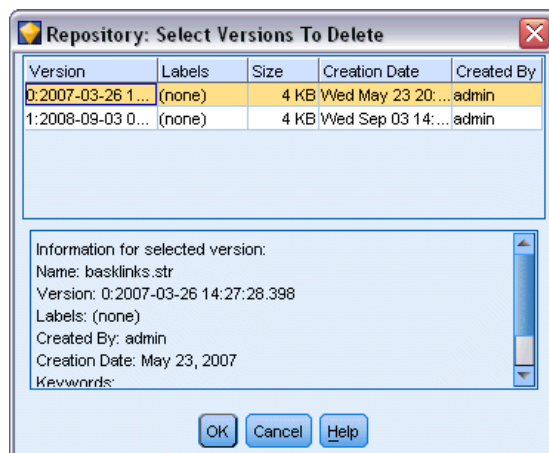 Repository: Select Versions To Delete
Version Labels Size Creation Date Created By
0:2007-03-26 1... (none) 4 KB Wed May 23 20:... admin
1:2008-09-03 0... (none) 4 KB Wed Sep 03 14:... admin
Information for selected version:
Name: basklinks.str
Version: 0:2007-03-26 14:27:28.398
Labels: (none)
Created By: admin
Creation Date: May 23, 2007
Keywords:
OK Cancel Help